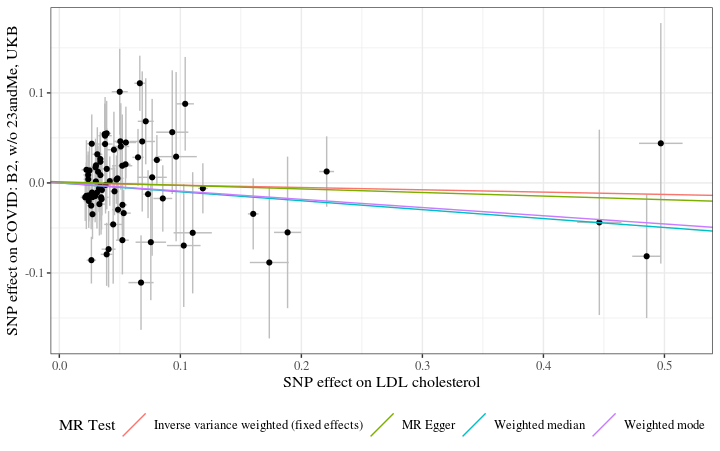 SNP effect on COVID: B2, w/o 23andMe, UKB
0.1
0.0
-0.1
0.0 0.1 0.2 0.3 0.4 0.5
SNP effect on LDL cholesterol
MR Test Inverse variance weighted (fixed effects) MR Egger Weighted median Weighted mode